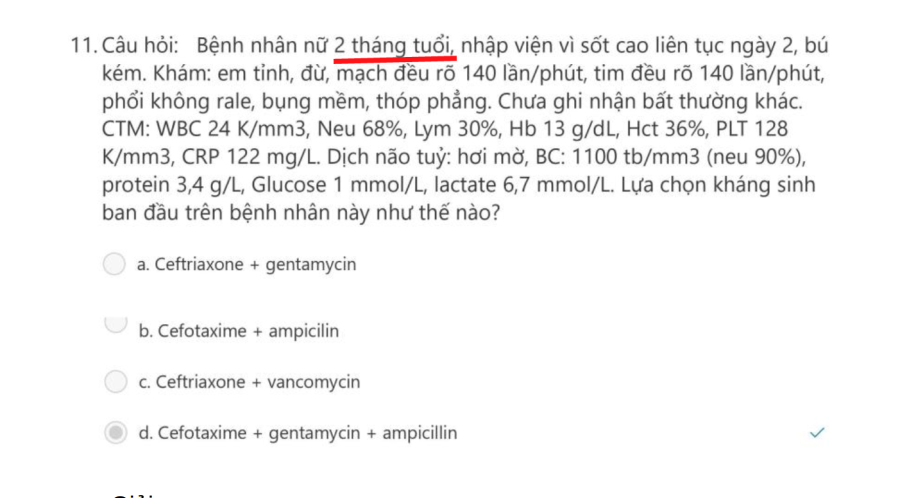 11. Câu hỏi: Bệnh nhân nữ 2 tháng tuổi, nhập viện vì sốt cao liên tục ngày 2, bú
kém. Khám: em tỉnh, đừ, mạch đều rõ 140 lần/phút, tim đều rõ 140 lần/phút,
phổi không rale, bụng mềm, thóp phẳng. Chưa ghi nhận bất thường khác.
CTM: WBC 24 K/mm3, Neu 68%, Lym 30%, Hb 13 g/dL, Hct 36%, PLT 128
K/mm3, CRP 122 mg/L. Dịch não tuỷ: hơi mờ, BC: 1100 tb/mm3 (neu 90%),
protein 3,4 g/L, Glucose 1 mmol/L, lactate 6,7 mmol/L. Lựa chọn kháng sinh
ban đầu trên bệnh nhân này như thế nào?
a. Ceftriaxone + gentamycin
b. Cefotaxime + ampicilin
c. Ceftriaxone + vancomycin
d. Cefotaxime + gentamycin + ampicillin